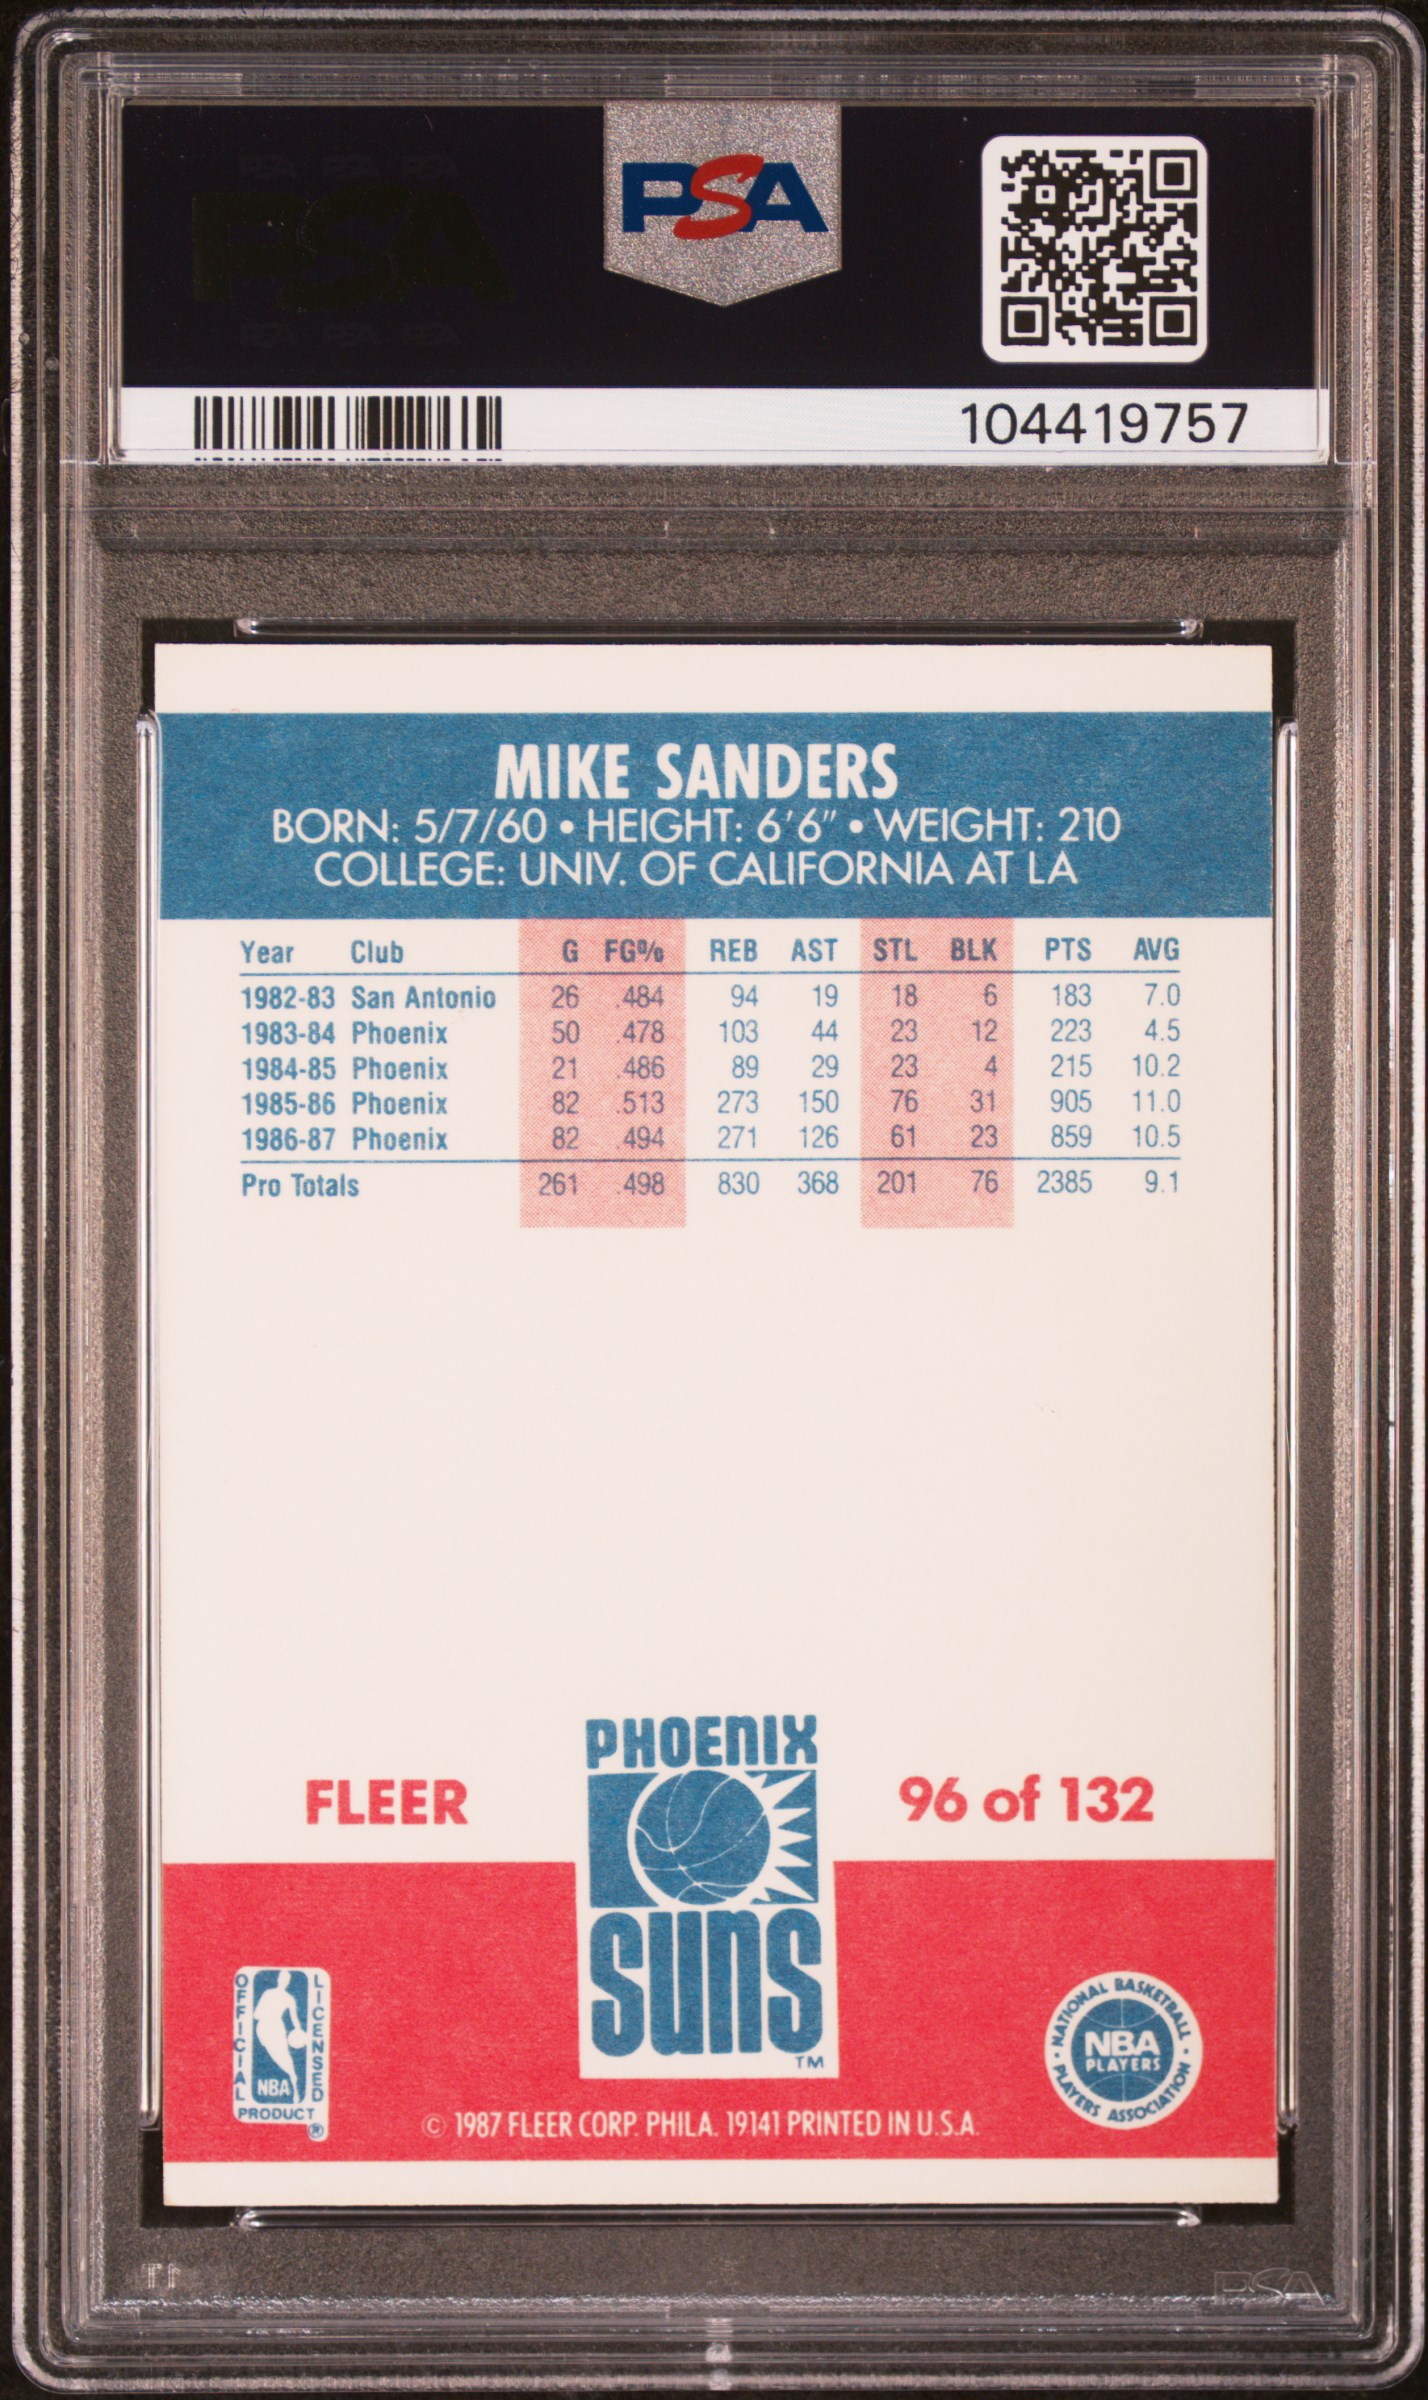 PSA
104419757
MIKE SANDERS
BORN: 5/7/60 • HEIGHT: 6'6" • WEIGHT: 210
COLLEGE: UNIV. OF CALIFORNIA AT LA
Year Club G FG% REB AST STL BLK PTS AVG
1982-83 San Antonio 26 .484 94 19 18 6 183 7.0
1983-84 Phoenix 50 .478 103 44 23 12 223 4.5
1984-85 Phoenix 21 .486 89 29 23 4 215 10.2
1985-86 Phoenix 82 .513 273 150 76 31 905 11.0
1986-87 Phoenix 82 .494 271 126 61 23 859 10.5
Pro Totals 261 .498 830 368 201 76 2385 9.1
PHOENIX
FLEER
96 of 132
SUNS
TM
OFFICIAL
LICENSED
NBA
PRODUCT
®
NATIONAL BASKETBALL
NBA
PLAYERS
PLAYERS ASSOCIATION
© 1987 FLEER CORP. PHILA. 19141 PRINTED IN U.S.A.
PSA